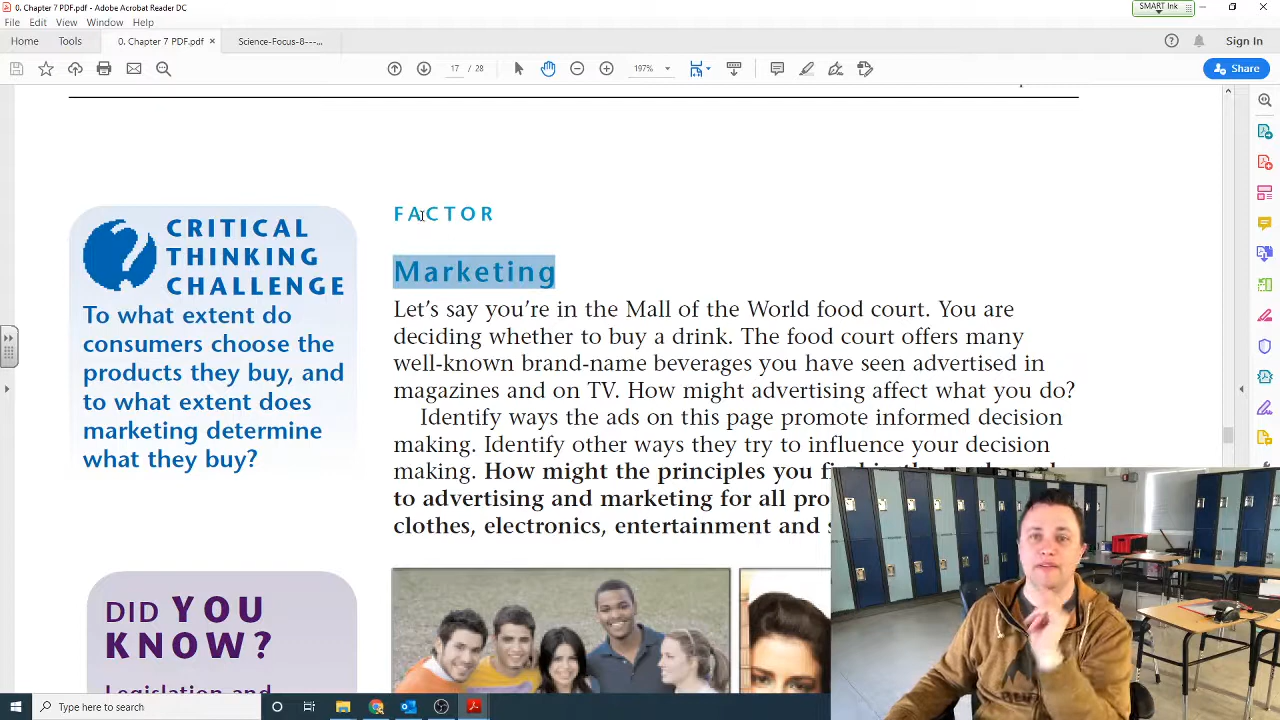 0. Chapter 7 PDF.pdf - Adobe Acrobat Reader DC
SMART Ink
File Edit View Window Help
Home Tools 0. Chapter 7 PDF.pdf × Science-Focus-8---... Sign In
17 / 28 197% Share
FACTOR
CRITICAL
THINKING
CHALLENGE
To what extent do
consumers choose the
products they buy, and
to what extent does
marketing determine
what they buy?
Marketing
Let's say you're in the Mall of the World food court. You are
deciding whether to buy a drink. The food court offers many
well-known brand-name beverages you have seen advertised in
magazines and on TV. How might advertising affect what you do?
Identify ways the ads on this page promote informed decision
making. Identify other ways they try to influence your decision
making. How might the principles you
to advertising and marketing for all
clothes, electronics, entertainment and
DID YOU
KNOW?
Legislation and
Type here to search